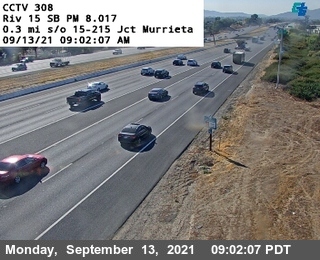 CCTV 308
Riv 15 SB PM 8.017
0.3 mi s/o 15-215 Jct Murrieta
09/13/21 09:02:07 AM
Monday, September 13, 2021 09:02:07 PDT